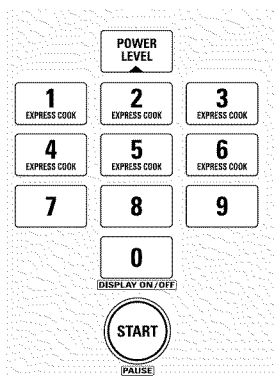 POWER
LEVEL
1 2 3
EXPRESS COOK EXPRESS COOK EXPRESS COOK
4 5 6
EXPRESS COOK EXPRESS COOK EXPRESS COOK
7 8 9
0
DISPLAY ON/OFF
START
PAUSE